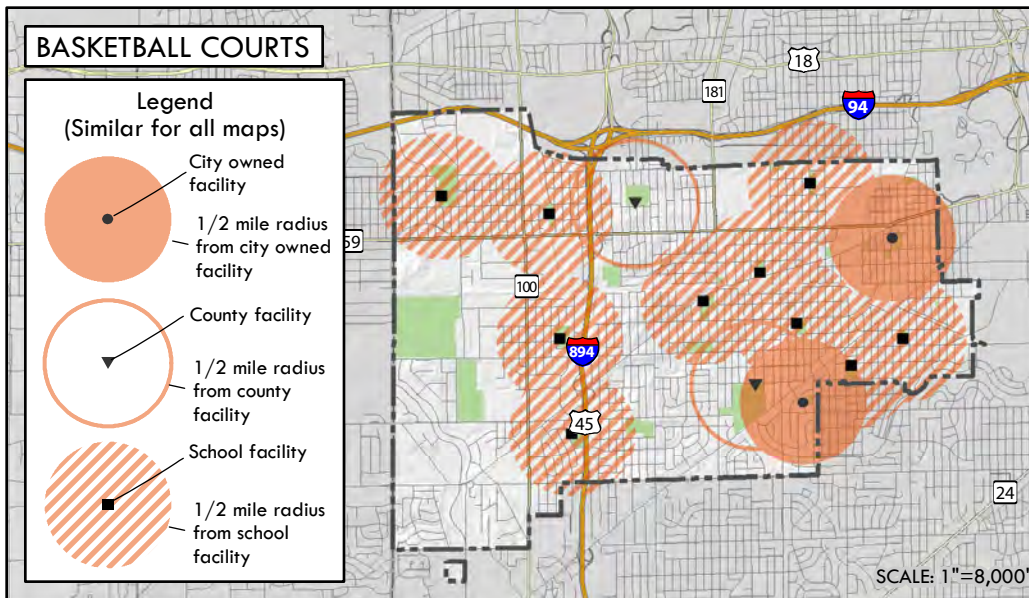 BASKETBALL COURTS
Legend
(Similar for all maps)
City owned
facility
1/2 mile radius
from city owned
facility
County facility
1/2 mile radius
from county
facility
School facility
1/2 mile radius
from school
facility
18
181
94
59
100
894
45
24
SCALE: 1"=8,000'